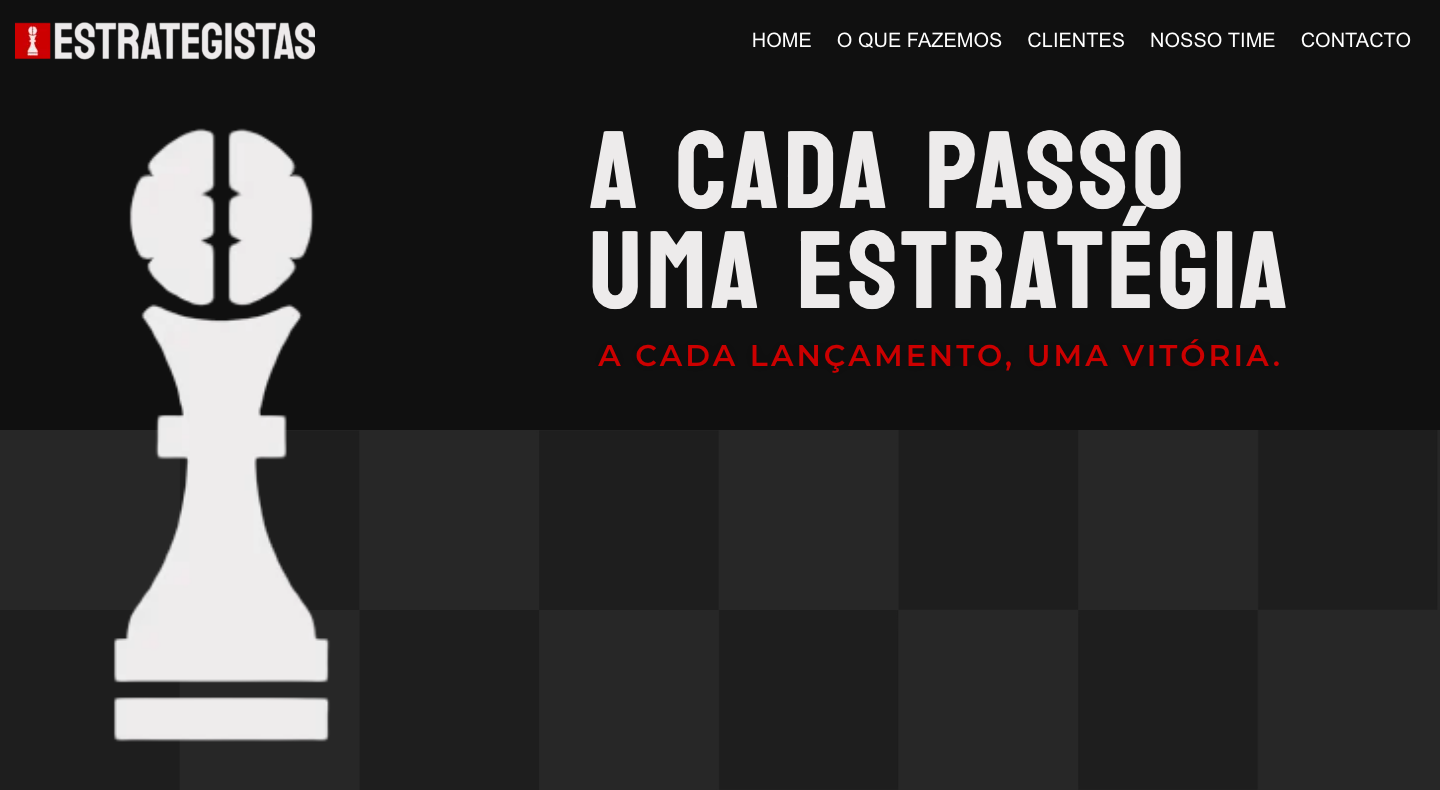 ESTRATEGISTAS
HOME O QUE FAZEMOS CLIENTES NOSSO TIME CONTACTO
A CADA PASSO
UMA ESTRATÉGIA
A CADA LANÇAMENTO, UMA VITÓRIA.